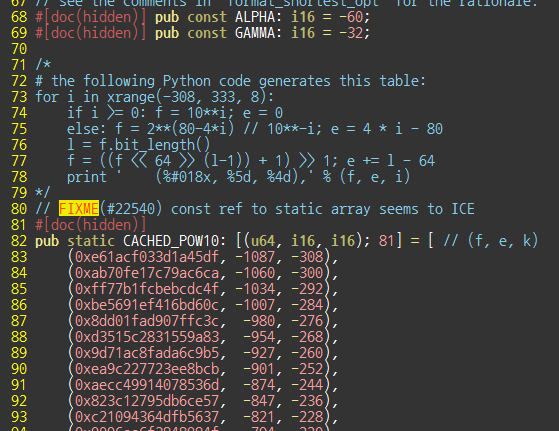 67 // see the comments in `format_shortest_opt` for the rationale.
68 #[doc(hidden)] pub const ALPHA: i16 = -60;
69 #[doc(hidden)] pub const GAMMA: i16 = -32;
70
71 /*
72 # the following Python code generates this table:
73 for i in xrange(-308, 333, 8):
74     if i >= 0: f = 10**i; e = 0
75     else: f = 2**(80-4*i) // 10**-i; e = 4 * i - 80
76     l = f.bit_length()
77     f = ((f << 64 >> (l-1)) + 1) >> 1; e += l - 64
78     print '    (%#018x, %5d, %4d),' % (f, e, i)
79 */
80 // FIXME(#22540) const ref to static array seems to ICE
81 #[doc(hidden)]
82 pub static CACHED_POW10: [(u64, i16, i16); 81] = [ // (f, e, k)
83     (0xe61acf033d1a45df, -1087, -308),
84     (0xab70fe17c79ac6ca, -1060, -300),
85     (0xff77b1fcbebcdc4f, -1034, -292),
86     (0xbe5691ef416bd60c, -1007, -284),
87     (0x8dd01fad907ffc3c,  -980, -276),
88     (0xd3515c2831559a83,  -954, -268),
89     (0x9d71ac8fada6c9b5,  -927, -260),
90     (0xea9c227723ee8bcb,  -901, -252),
91     (0xaecc49914078536d,  -874, -244),
92     (0x823c12795db6ce57,  -847, -236),
93     (0xc21094364dfb5637,  -821, -228),